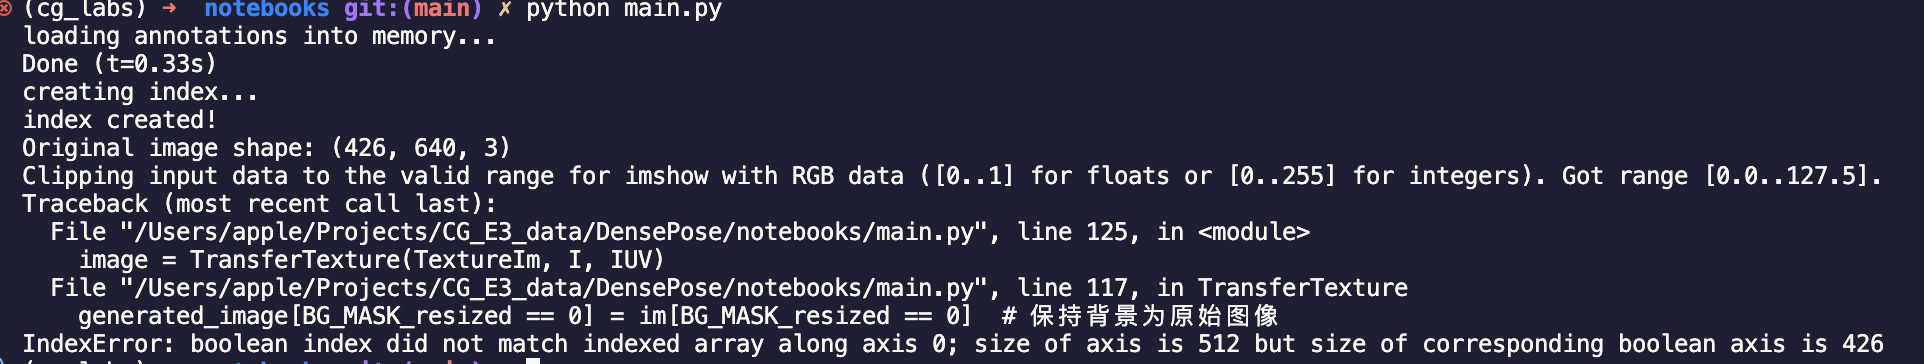 (cg_labs) ➜ notebooks git:(main) ✗ python main.py
loading annotations into memory...
Done (t=0.33s)
creating index...
index created!
Original image shape: (426, 640, 3)
Clipping input data to the valid range for imshow with RGB data ([0..1] for floats or [0..255] for integers). Got range [0.0..127.5].
Traceback (most recent call last):
  File "/Users/apple/Projects/CG_E3_data/DensePose/notebooks/main.py", line 125, in <module>
    image = TransferTexture(TextureIm, I, IUV)
  File "/Users/apple/Projects/CG_E3_data/DensePose/notebooks/main.py", line 117, in TransferTexture
    generated_image[BG_MASK_resized == 0] = im[BG_MASK_resized == 0]  # 保持背景为原始图像
IndexError: boolean index did not match indexed array along axis 0; size of axis is 512 but size of corresponding boolean axis is 426